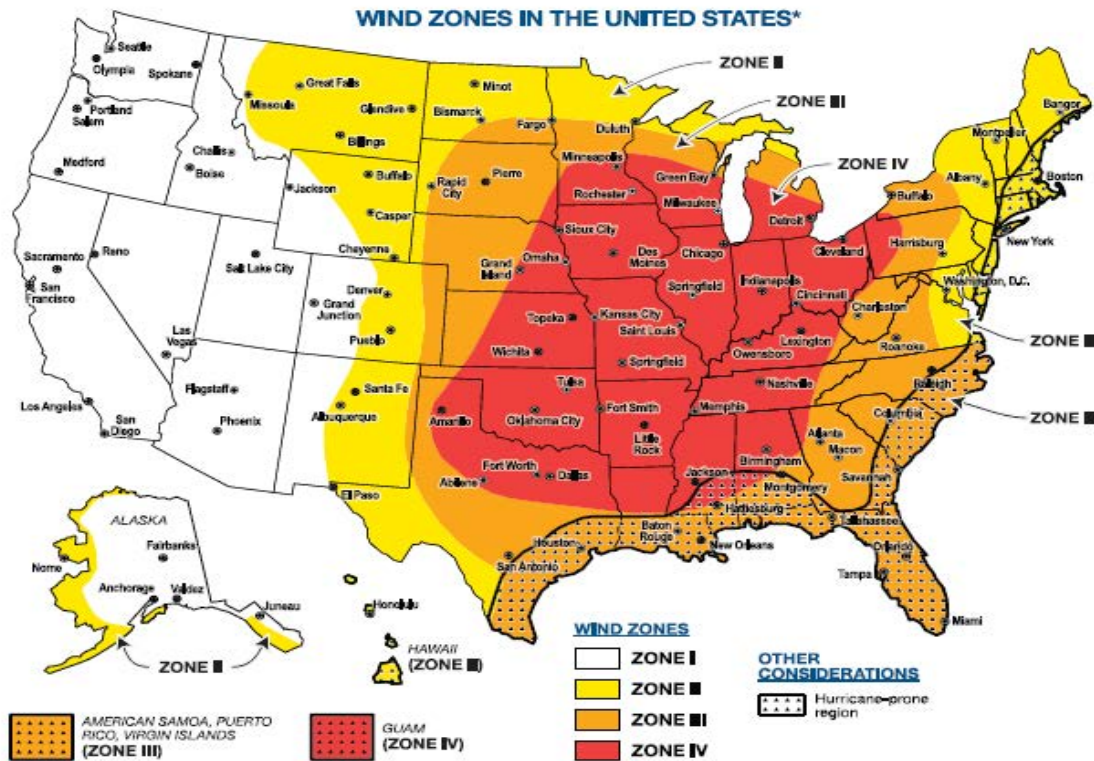 WIND ZONES IN THE UNITED STATES*
Seattle
Olympia
Spokane
Portland
Salem
Medford
Challis
Boise
Missoula
Great Falls
Glendive
Billings
Jackson
Buffalo
Casper
Cheyenne
Minot
Bismarck
Fargo
Duluth
Minneapolis
Rapid City
Pierre
Rochester
Green Bay
Milwaukee
Detroit
Buffalo
Albany
Montpelier
Bangor
Boston
New York
Harrisburg
Washington, D.C.
ZONE II
ZONE III
ZONE IV
Sacramento
San Francisco
Reno
Las Vegas
Los Angeles
San Diego
Salt Lake City
Grand Junction
Denver
Pueblo
Flagstaff
Phoenix
Santa Fe
Albuquerque
El Paso
Sioux City
Omaha
Grand Island
Des Moines
Chicago
Cleveland
Springfield
Indianapolis
Cincinnati
Charleston
Topeka
Kansas City
Saint Louis
Lexington
Owensboro
Roanoke
Wichita
Springfield
Tulsa
Nashville
Raleigh
Amarillo
Oklahoma City
Fort Smith
Memphis
Columbia
Little Rock
Atlanta
Macon
Birmingham
Fort Worth
Dallas
Abilene
Jackson
Montgomery
Savannah
Hattiesburg
Tallahassee
Baton Rouge
New Orleans
Houston
San Antonio
Orlando
Tampa
Miami
ZONE II
ZONE III
ALASKA
Nome
Fairbanks
Anchorage
Valdez
Juneau
ZONE II
Honolulu
HAWAII
(ZONE II)
WIND ZONES
ZONE I
ZONE II
ZONE III
ZONE IV
OTHER
CONSIDERATIONS
Hurricane-prone
region
AMERICAN SAMOA, PUERTO
RICO, VIRGIN ISLANDS
(ZONE III)
GUAM
(ZONE IV)